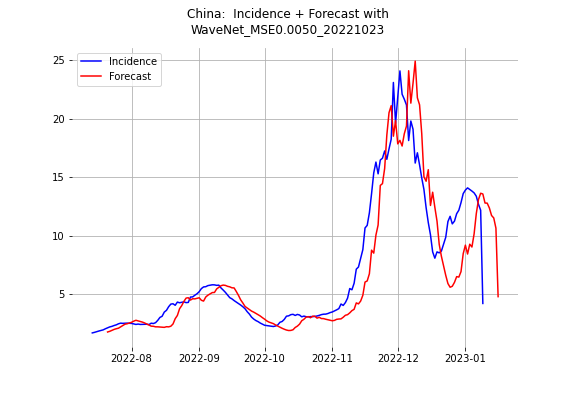 China:  Incidence + Forecast with
WaveNet_MSE0.0050_20221023
Incidence
Forecast
25
20
15
10
5
2022-08
2022-09
2022-10
2022-11
2022-12
2023-01